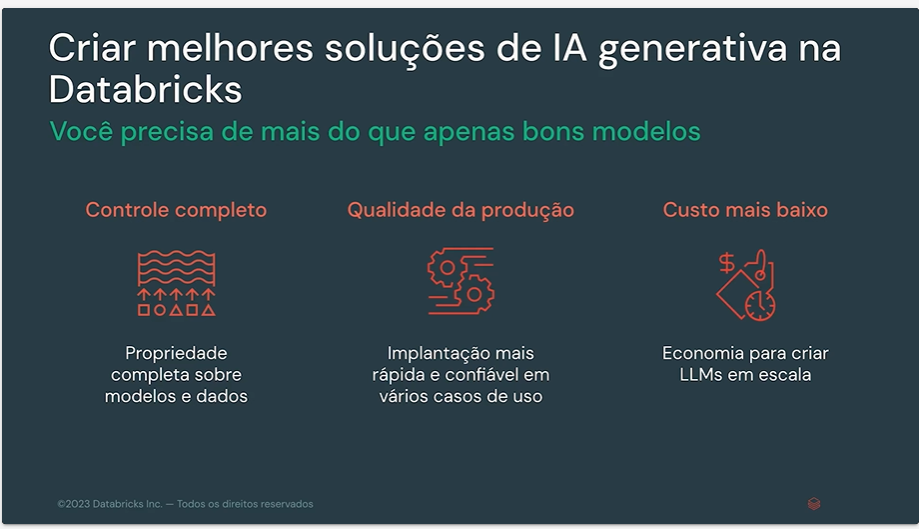 Criar melhores soluções de IA generativa na
Databricks
Você precisa de mais do que apenas bons modelos
Controle completo
Propriedade
completa sobre
modelos e dados
Qualidade da produção
Implantação mais
rápida e confiável em
vários casos de uso
Custo mais baixo
$
Economia para criar
LLMs em escala
©2023 Databricks Inc. — Todos os direitos reservados